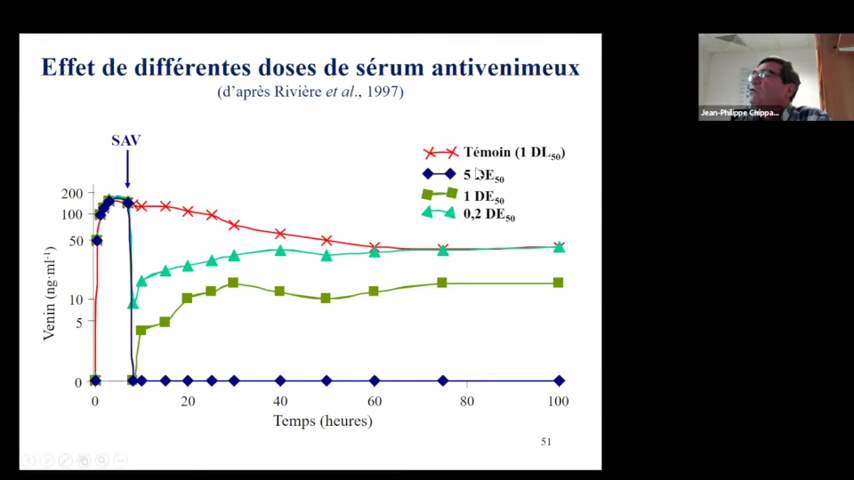 Effet de différentes doses de sérum antivenimeux
(d'après Rivière et al., 1997)
SAV
Témoin (1 DL50)
5 DE50
1 DE50
0,2 DE50
Venin (ng·ml-1)
200
100
50
10
5
0
0 20 40 60 80 100
Temps (heures)
51
Jean-Philippe Chippa...